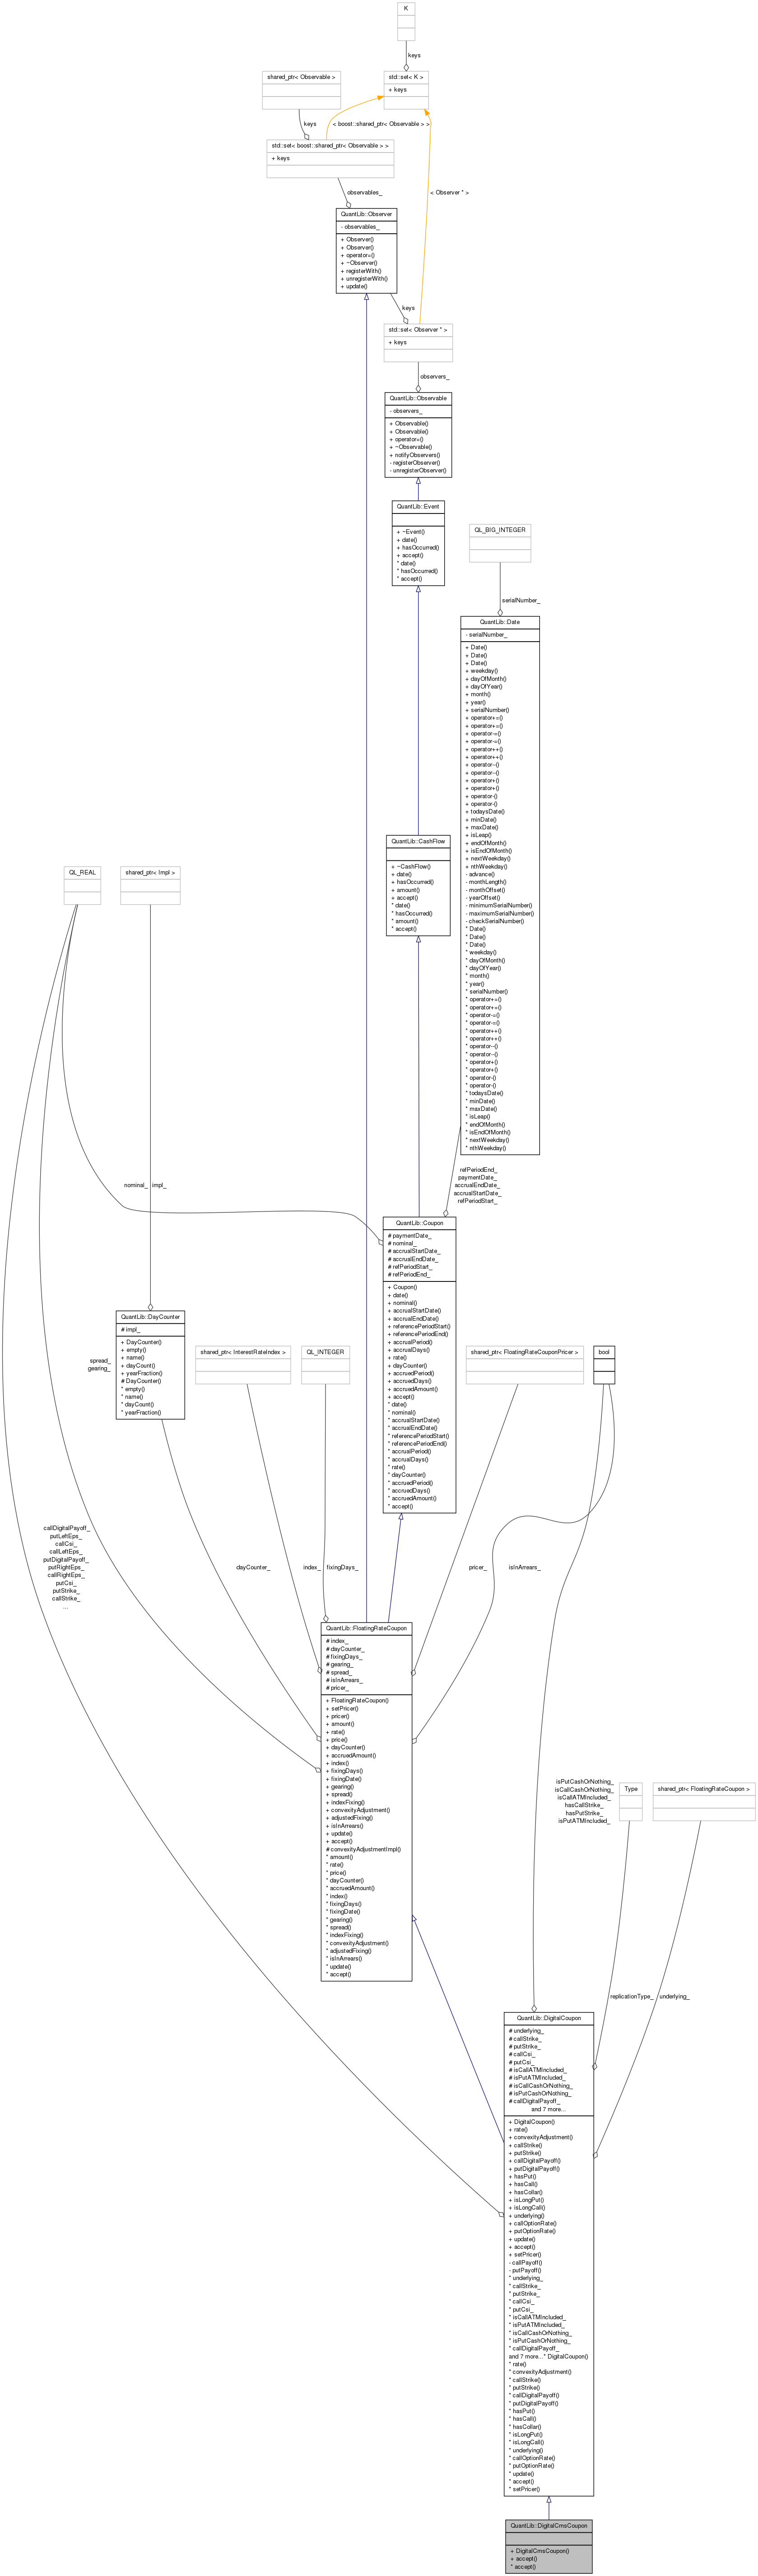 K
keys
shared_ptr< Observable >
std::set< K >
+ keys
keys
< boost::shared_ptr< Observable > >
std::set< boost::shared_ptr< Observable > >
+ keys
observables_
< Observer * >
QuantLib::Observer
- observables_
+ Observer()
+ Observer()
+ operator=()
+ ~Observer()
+ registerWith()
+ unregisterWith()
+ update()
keys
std::set< Observer * >
+ keys
observers_
QuantLib::Observable
- observers_
+ Observable()
+ Observable()
+ operator=()
+ ~Observable()
+ notifyObservers()
- registerObserver()
- unregisterObserver()
QuantLib::Event
+ ~Event()
+ date()
+ hasOccurred()
+ accept()
* date()
* hasOccurred()
* accept()
QL_BIG_INTEGER
serialNumber_
QuantLib::Date
- serialNumber_
+ Date()
+ Date()
+ Date()
+ weekday()
+ dayOfMonth()
+ dayOfYear()
+ month()
+ year()
+ serialNumber()
+ operator+=()
+ operator+=()
+ operator-=()
+ operator-=()
+ operator++()
+ operator++()
+ operator--()
+ operator--()
+ operator+()
+ operator+()
+ operator-()
+ operator-()
+ todaysDate()
+ minDate()
+ maxDate()
+ isLeap()
+ endOfMonth()
+ isEndOfMonth()
+ nextWeekday()
+ nthWeekday()
- advance()
- monthLength()
- monthOffset()
- yearOffset()
- minimumSerialNumber()
- maximumSerialNumber()
- checkSerialNumber()
* Date()
* Date()
* Date()
* weekday()
* dayOfMonth()
* dayOfYear()
* month()
* year()
* serialNumber()
* operator+=()
* operator+=()
* operator-=()
* operator-=()
* operator++()
* operator++()
* operator--()
* operator--()
* operator+()
* operator+()
* operator-()
* operator-()
* todaysDate()
* minDate()
* maxDate()
* isLeap()
* endOfMonth()
* isEndOfMonth()
* nextWeekday()
* nthWeekday()
QuantLib::CashFlow
+ ~CashFlow()
+ date()
+ hasOccurred()
+ amount()
+ accept()
* date()
* hasOccurred()
* amount()
* accept()
QL_REAL
shared_ptr< Impl >
nominal_
impl_
refPeriodEnd_
paymentDate_
accrualEndDate_
accrualStartDate_
refPeriodStart_
QuantLib::Coupon
# paymentDate_
# nominal_
# accrualStartDate_
# accrualEndDate_
# refPeriodStart_
# refPeriodEnd_
+ Coupon()
+ date()
+ nominal()
+ accrualStartDate()
+ accrualEndDate()
+ referencePeriodStart()
+ referencePeriodEnd()
+ accrualPeriod()
+ accrualDays()
+ rate()
+ dayCounter()
+ accruedPeriod()
+ accruedDays()
+ accruedAmount()
+ accept()
* date()
* nominal()
* accrualStartDate()
* accrualEndDate()
* referencePeriodStart()
* referencePeriodEnd()
* accrualPeriod()
* accrualDays()
* rate()
* dayCounter()
* accruedPeriod()
* accruedDays()
* accruedAmount()
* accept()
QuantLib::DayCounter
# impl_
+ DayCounter()
+ empty()
+ name()
+ dayCount()
+ yearFraction()
# DayCounter()
* empty()
* name()
* dayCount()
* yearFraction()
spread_
gearing_
shared_ptr< InterestRateIndex >
QL_INTEGER
shared_ptr< FloatingRateCouponPricer >
bool
callDigitalPayoff_
putLeftEps_
callCsi_
callLeftEps_
putDigitalPayoff_
putRightEps_
callRightEps_
putCsi_
putStrike_
callStrike_
...
dayCounter_
index_
fixingDays_
pricer_
isInArrears_
QuantLib::FloatingRateCoupon
# index_
# dayCounter_
# fixingDays_
# gearing_
# spread_
# isInArrears_
# pricer_
+ FloatingRateCoupon()
+ setPricer()
+ pricer()
+ amount()
+ rate()
+ price()
+ dayCounter()
+ accruedAmount()
+ index()
+ fixingDays()
+ fixingDate()
+ gearing()
+ spread()
+ indexFixing()
+ convexityAdjustment()
+ adjustedFixing()
+ isInArrears()
+ update()
+ accept()
# convexityAdjustmentImpl()
* amount()
* rate()
* price()
* dayCounter()
* accruedAmount()
* index()
* fixingDays()
* fixingDate()
* gearing()
* spread()
* indexFixing()
* convexityAdjustment()
* adjustedFixing()
* isInArrears()
* update()
* accept()
isPutCashOrNothing_
isCallCashOrNothing_
isCallATMIncluded_
hasCallStrike_
hasPutStrike_
isPutATMIncluded_
Type
shared_ptr< FloatingRateCoupon >
replicationType_
underlying_
QuantLib::DigitalCoupon
# underlying_
# callStrike_
# putStrike_
# callCsi_
# putCsi_
# isCallATMIncluded_
# isPutATMIncluded_
# isCallCashOrNothing_
# isPutCashOrNothing_
# callDigitalPayoff_
and 7 more...
+ DigitalCoupon()
+ rate()
+ convexityAdjustment()
+ callStrike()
+ putStrike()
+ callDigitalPayoff()
+ putDigitalPayoff()
+ hasPut()
+ hasCall()
+ hasCollar()
+ isLongPut()
+ isLongCall()
+ underlying()
+ callOptionRate()
+ putOptionRate()
+ update()
+ accept()
+ setPricer()
- callPayoff()
- putPayoff()
* underlying_
* callStrike_
* putStrike_
* callCsi_
* putCsi_
* isCallATMIncluded_
* isPutATMIncluded_
* isCallCashOrNothing_
* isPutCashOrNothing_
* callDigitalPayoff_
and 7 more...* DigitalCoupon()
* rate()
* convexityAdjustment()
* callStrike()
* putStrike()
* callDigitalPayoff()
* putDigitalPayoff()
* hasPut()
* hasCall()
* hasCollar()
* isLongPut()
* isLongCall()
* underlying()
* callOptionRate()
* putOptionRate()
* update()
* accept()
* setPricer()
QuantLib::DigitalCmsCoupon
+ DigitalCmsCoupon()
+ accept()
* accept()